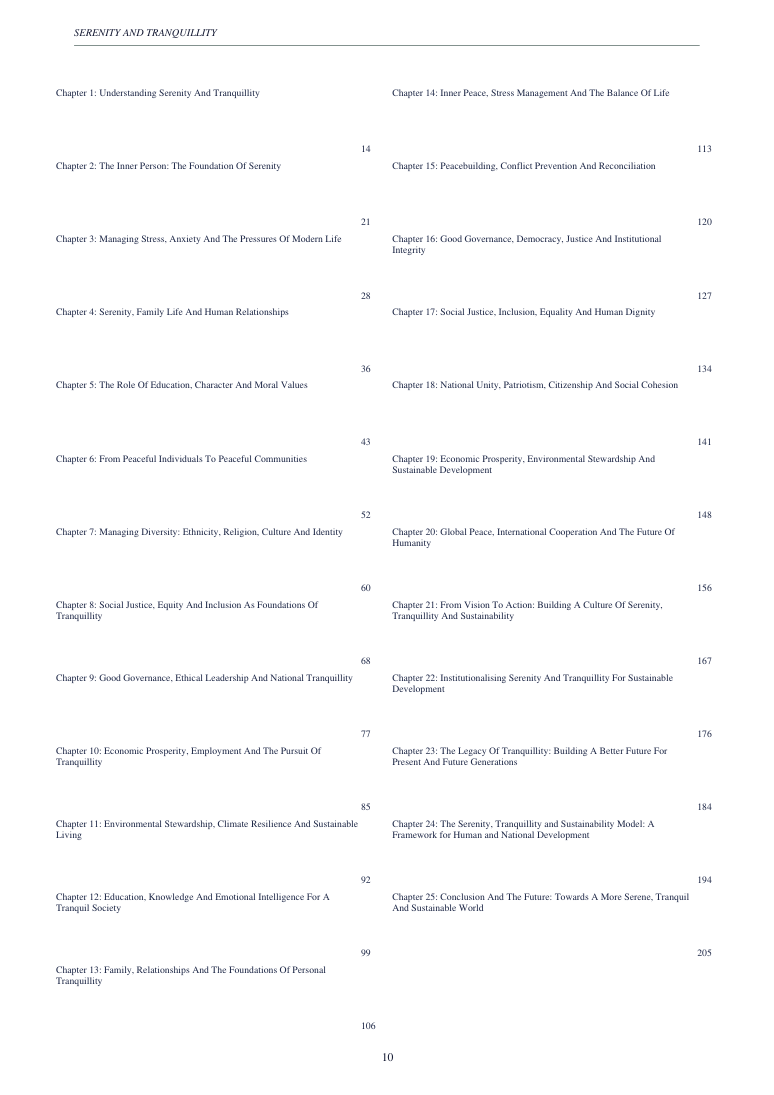 SERENITY AND TRANQUILLITY
Chapter 1: Understanding Serenity And Tranquillity
14
Chapter 2: The Inner Person: The Foundation Of Serenity
21
Chapter 3: Managing Stress, Anxiety And The Pressures Of Modern Life
28
Chapter 4: Serenity, Family Life And Human Relationships
36
Chapter 5: The Role Of Education, Character And Moral Values
43
Chapter 6: From Peaceful Individuals To Peaceful Communities
52
Chapter 7: Managing Diversity: Ethnicity, Religion, Culture And Identity
60
Chapter 8: Social Justice, Equity And Inclusion As Foundations Of
Tranquillity
68
Chapter 9: Good Governance, Ethical Leadership And National Tranquillity
77
Chapter 10: Economic Prosperity, Employment And The Pursuit Of
Tranquillity
85
Chapter 11: Environmental Stewardship, Climate Resilience And Sustainable
Living
92
Chapter 12: Education, Knowledge And Emotional Intelligence For A
Tranquil Society
99
Chapter 13: Family, Relationships And The Foundations Of Personal
Tranquillity
106
Chapter 14: Inner Peace, Stress Management And The Balance Of Life
113
Chapter 15: Peacebuilding, Conflict Prevention And Reconciliation
120
Chapter 16: Good Governance, Democracy, Justice And Institutional
Integrity
127
Chapter 17: Social Justice, Inclusion, Equality And Human Dignity
134
Chapter 18: National Unity, Patriotism, Citizenship And Social Cohesion
141
Chapter 19: Economic Prosperity, Environmental Stewardship And
Sustainable Development
148
Chapter 20: Global Peace, International Cooperation And The Future Of
Humanity
156
Chapter 21: From Vision To Action: Building A Culture Of Serenity,
Tranquillity And Sustainability
167
Chapter 22: Institutionalising Serenity And Tranquillity For Sustainable
Development
176
Chapter 23: The Legacy Of Tranquillity: Building A Better Future For
Present And Future Generations
184
Chapter 24: The Serenity, Tranquillity and Sustainability Model: A
Framework for Human and National Development
194
Chapter 25: Conclusion And The Future: Towards A More Serene, Tranquil
And Sustainable World
205
10